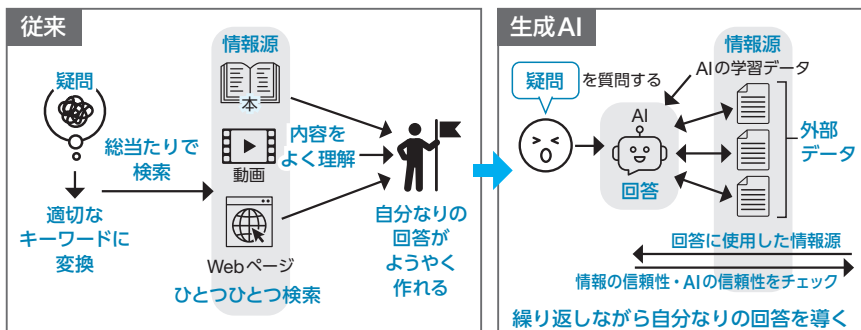 従来
疑問
適切な
キーワードに
変換
総当たりで
検索
情報源
本
動画
Webページ
ひとつひとつ検索
内容を
よく理解
自分なりの
回答が
ようやく
作れる
生成AI
疑問 を質問する
AI
回答
情報源
AIの学習データ
外部
データ
回答に使用した情報源
情報の信頼性・AIの信頼性をチェック
繰り返しながら自分なりの回答を導く